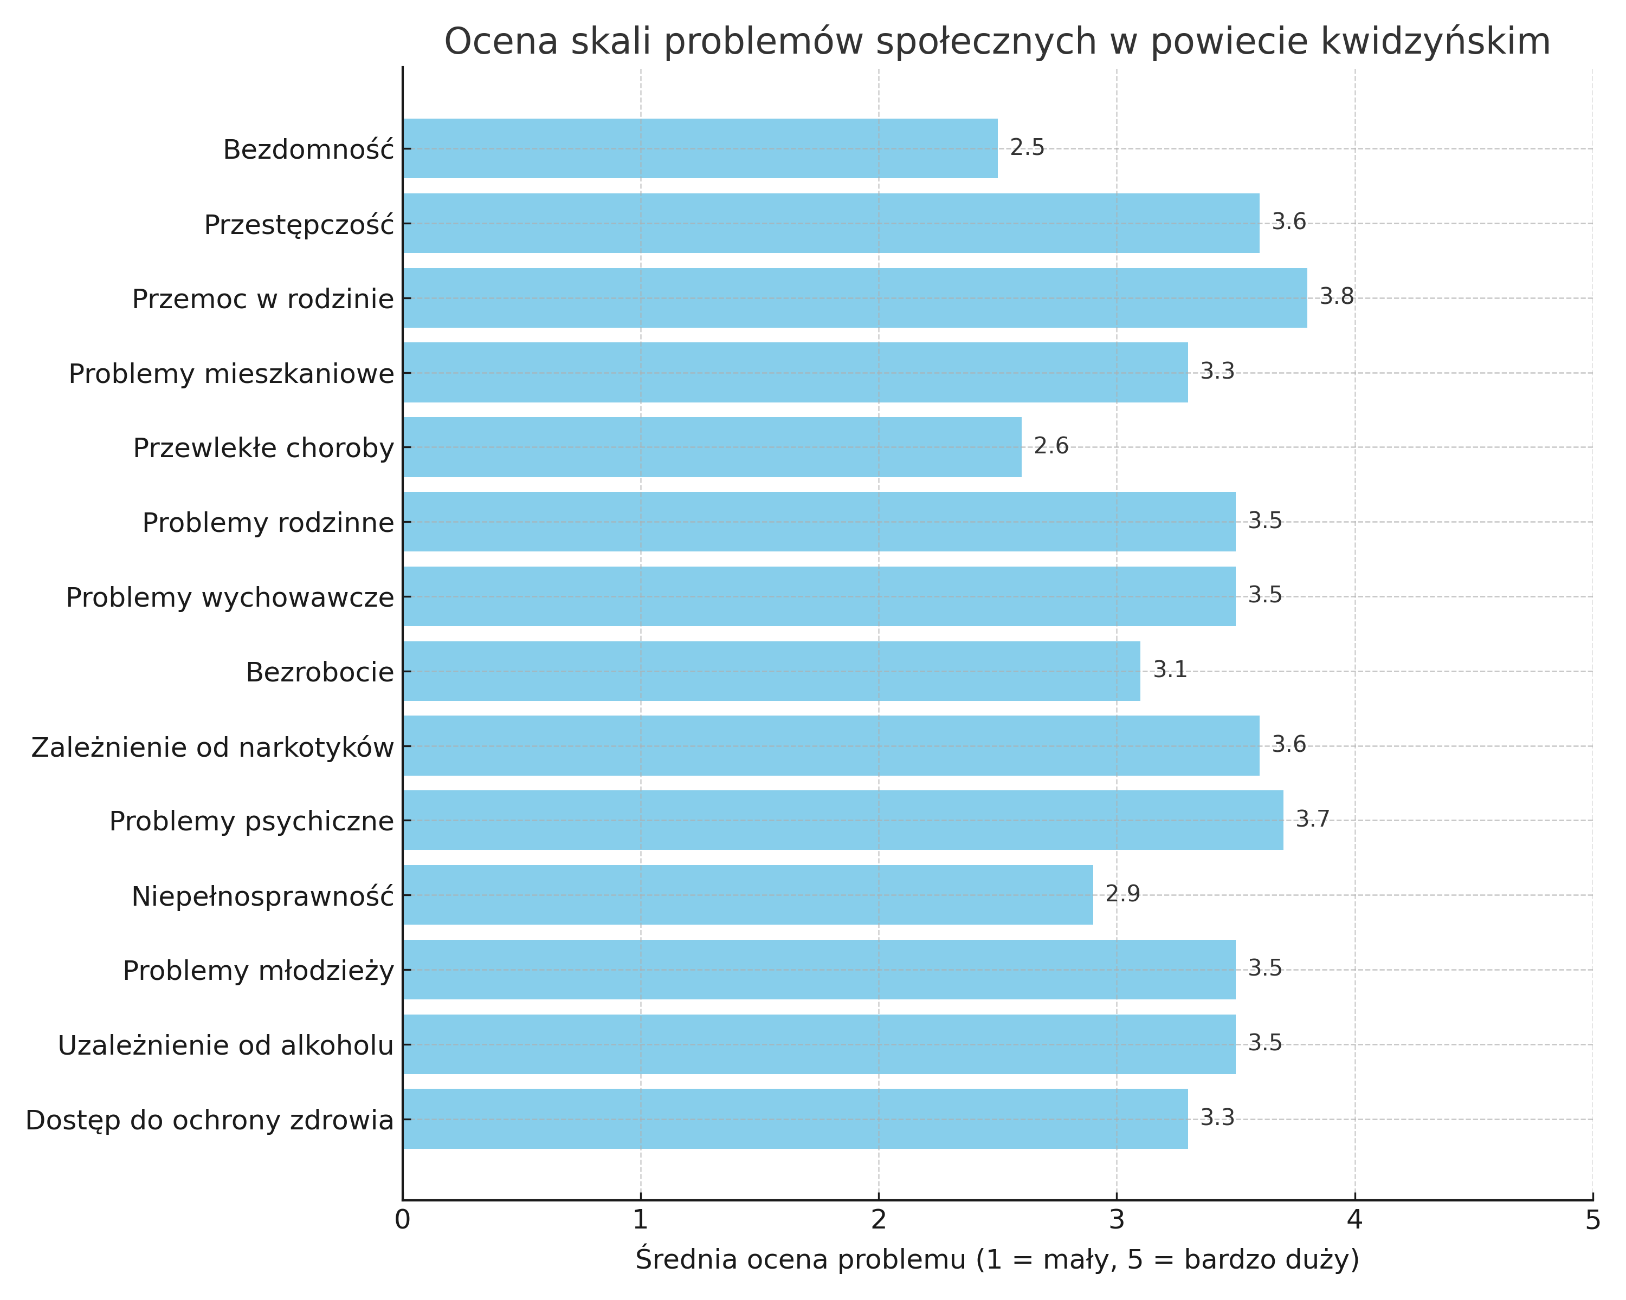 Ocena skali problemów społecznych w powiecie kwidzyńskim
Bezdomność 2.5
Przestępczość 3.6
Przemoc w rodzinie 3.8
Problemy mieszkaniowe 3.3
Przewlekłe choroby 2.6
Problemy rodzinne 3.5
Problemy wychowawcze 3.5
Bezrobocie 3.1
Zależnienie od narkotyków 3.6
Problemy psychiczne 3.7
Niepełnosprawność 2.9
Problemy młodzieży 3.5
Uzależnienie od alkoholu 3.5
Dostęp do ochrony zdrowia 3.3
0 1 2 3 4 5
Średnia ocena problemu (1 = mały, 5 = bardzo duży)